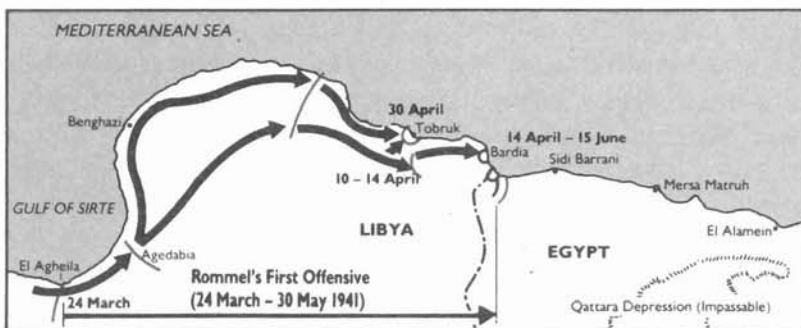 MEDITERRANEAN SEA
30 April
Benghazi
Tobruk
14 April – 15 June
Bardia
Sidi Barrani
10 – 14 April
Mersa Matruh
GULF OF SIRTE
LIBYA
El Alamein
Agedabia
EGYPT
El Agheila
Rommel's First Offensive
(24 March – 30 May 1941)
24 March
Qattara Depression (Impassable)